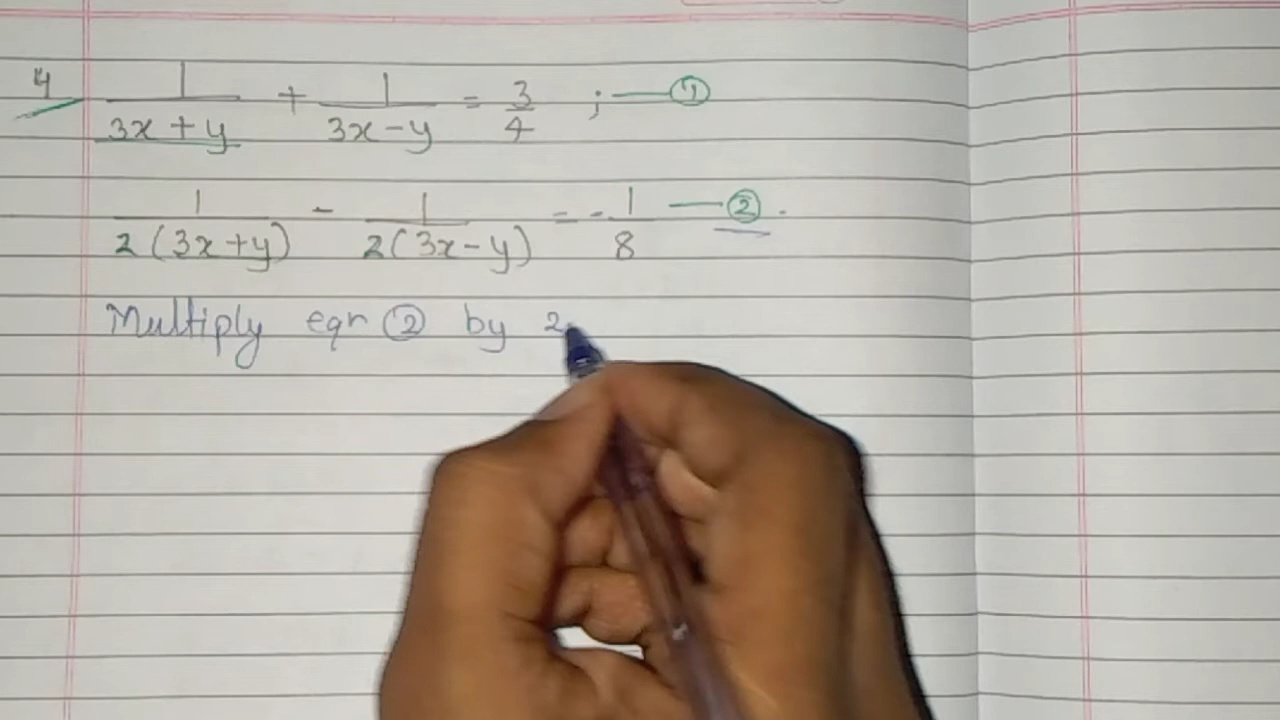 4 1/(3x+y) + 1/(3x-y) = 3/4 ; — ①
1/2(3x+y) - 1/2(3x-y) = -1/8 — ②.
Multiply eqn ② by 2